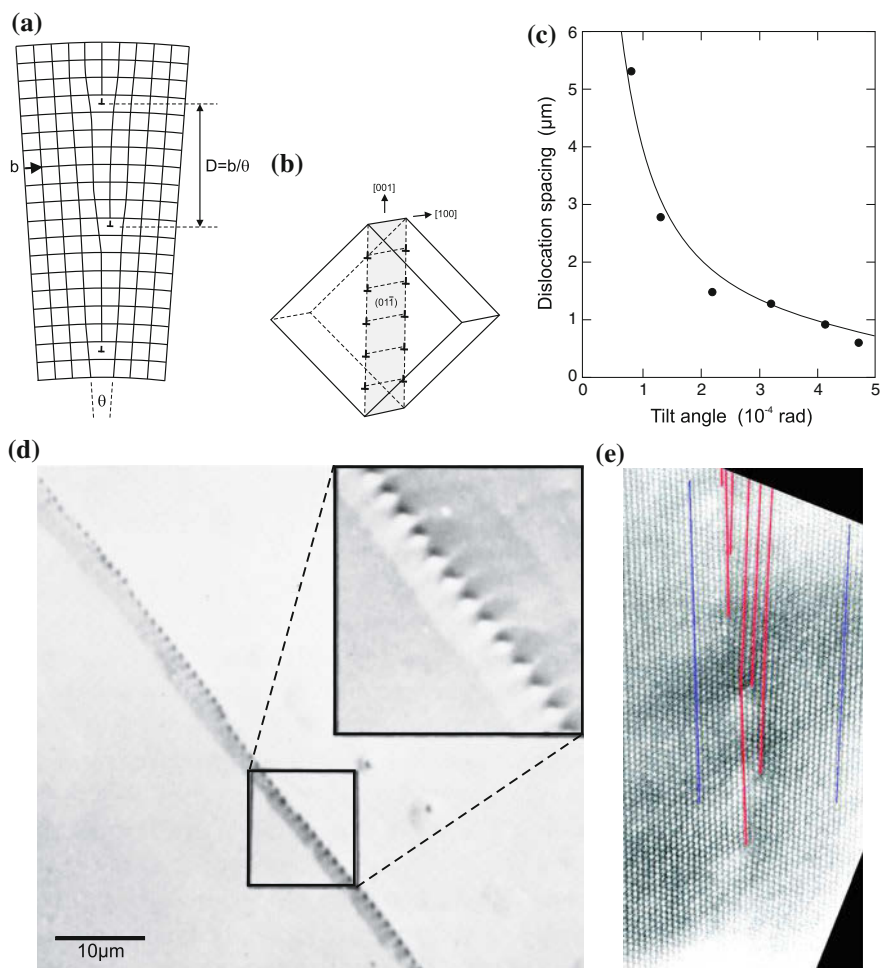 (a)
b
D=b/θ
θ
(b)
[001]
[100]
(011̄)
(c)
Dislocation spacing (μm)
6
5
4
3
2
1
0
0 1 2 3 4 5
Tilt angle (10⁻⁴ rad)
(d)
10μm
(e)